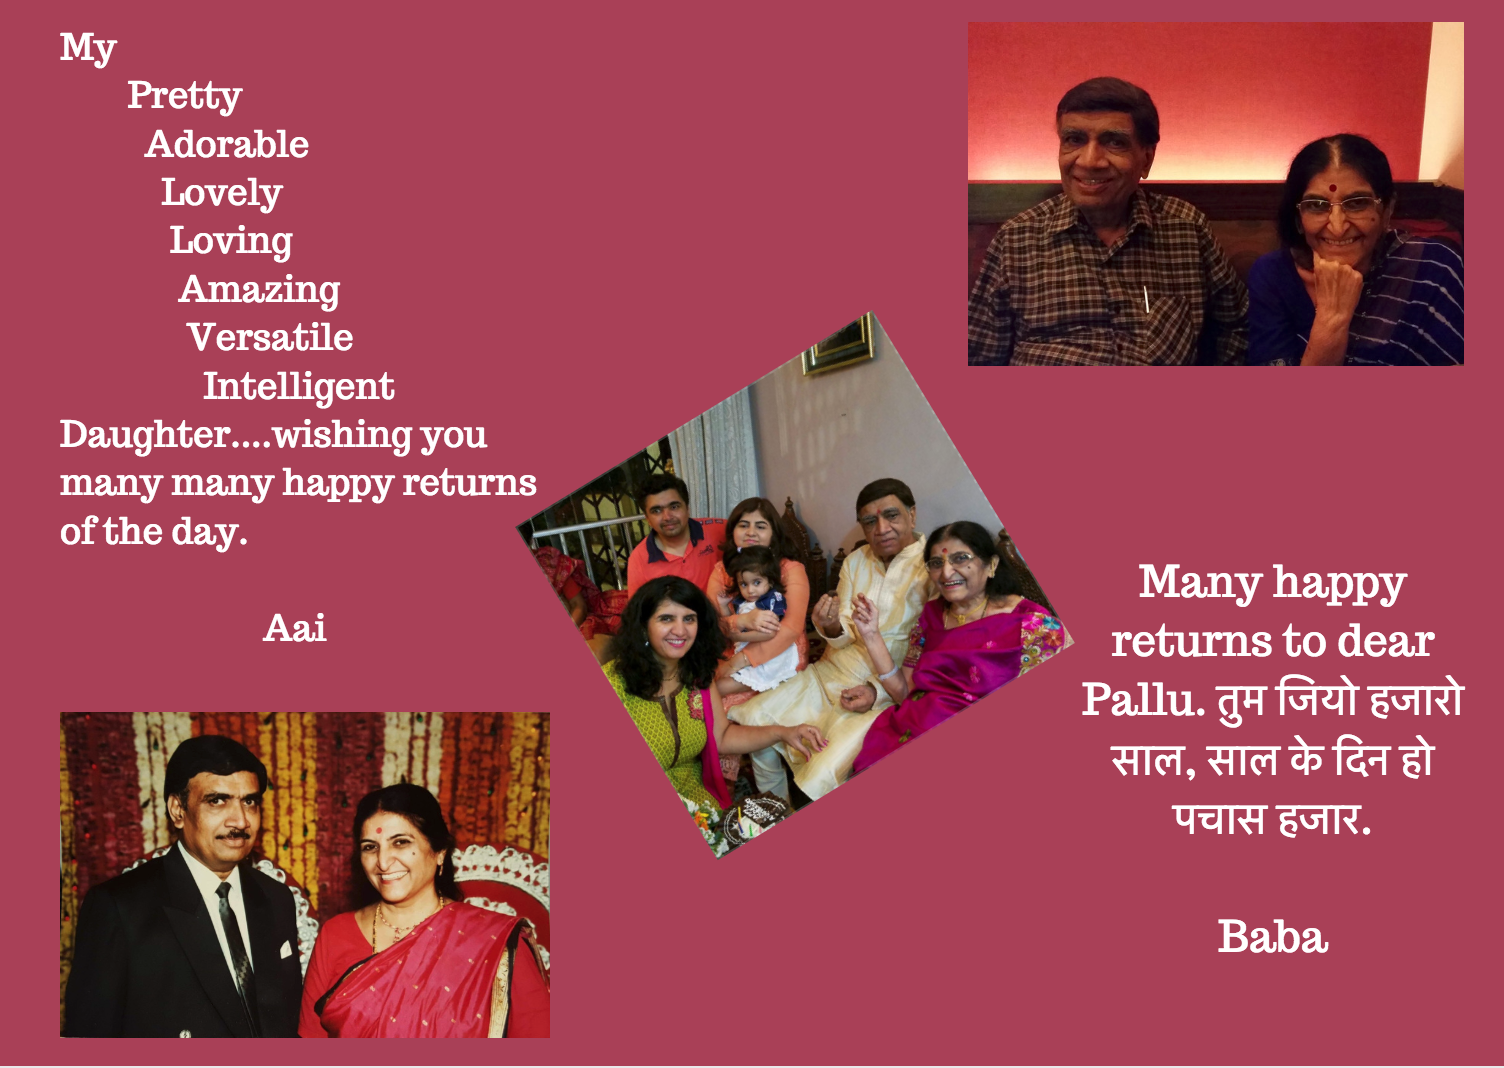 My
Pretty
Adorable
Lovely
Loving
Amazing
Versatile
Intelligent
Daughter....wishing you
many many happy returns
of the day.
Aai
Many happy
returns to dear
Pallu. तुम जियो हजारो
साल, साल के दिन हो
पचास हजार.
Baba